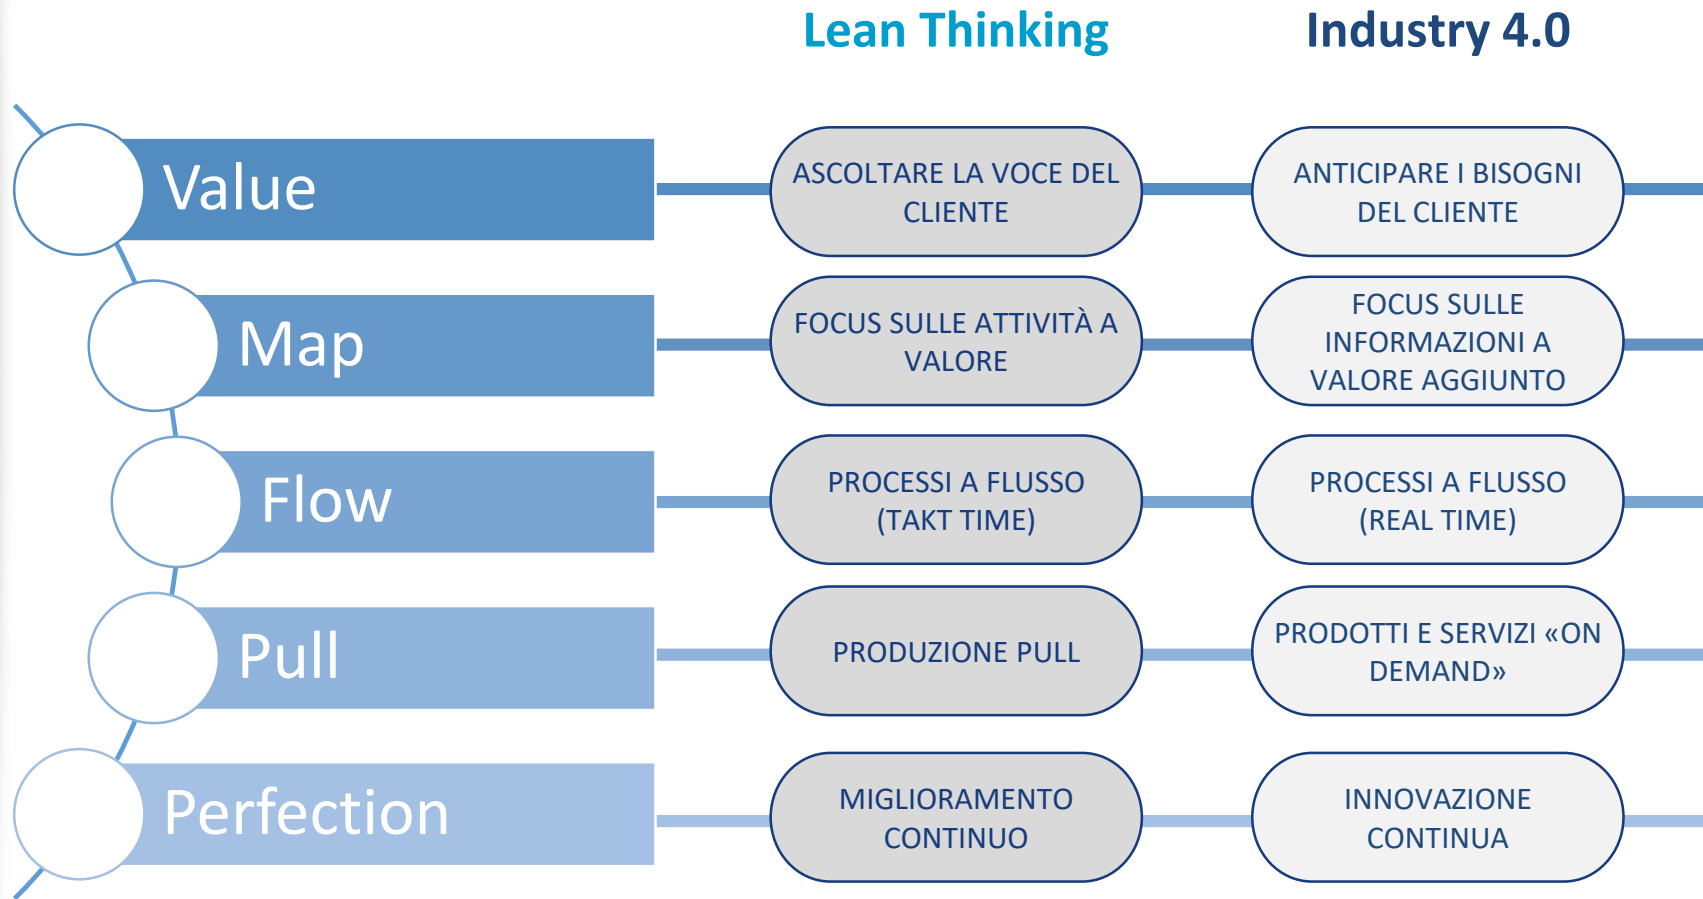 Lean Thinking
Industry 4.0
Value
ASCOLTARE LA VOCE DEL
CLIENTE
ANTICIPARE I BISOGNI
DEL CLIENTE
Map
FOCUS SULLE ATTIVITÀ A
VALORE
FOCUS SULLE
INFORMAZIONI A
VALORE AGGIUNTO
Flow
PROCESSI A FLUSSO
(TAKT TIME)
PROCESSI A FLUSSO
(REAL TIME)
Pull
PRODUZIONE PULL
PRODOTTI E SERVIZI «ON
DEMAND»
Perfection
MIGLIORAMENTO
CONTINUO
INNOVAZIONE
CONTINUA